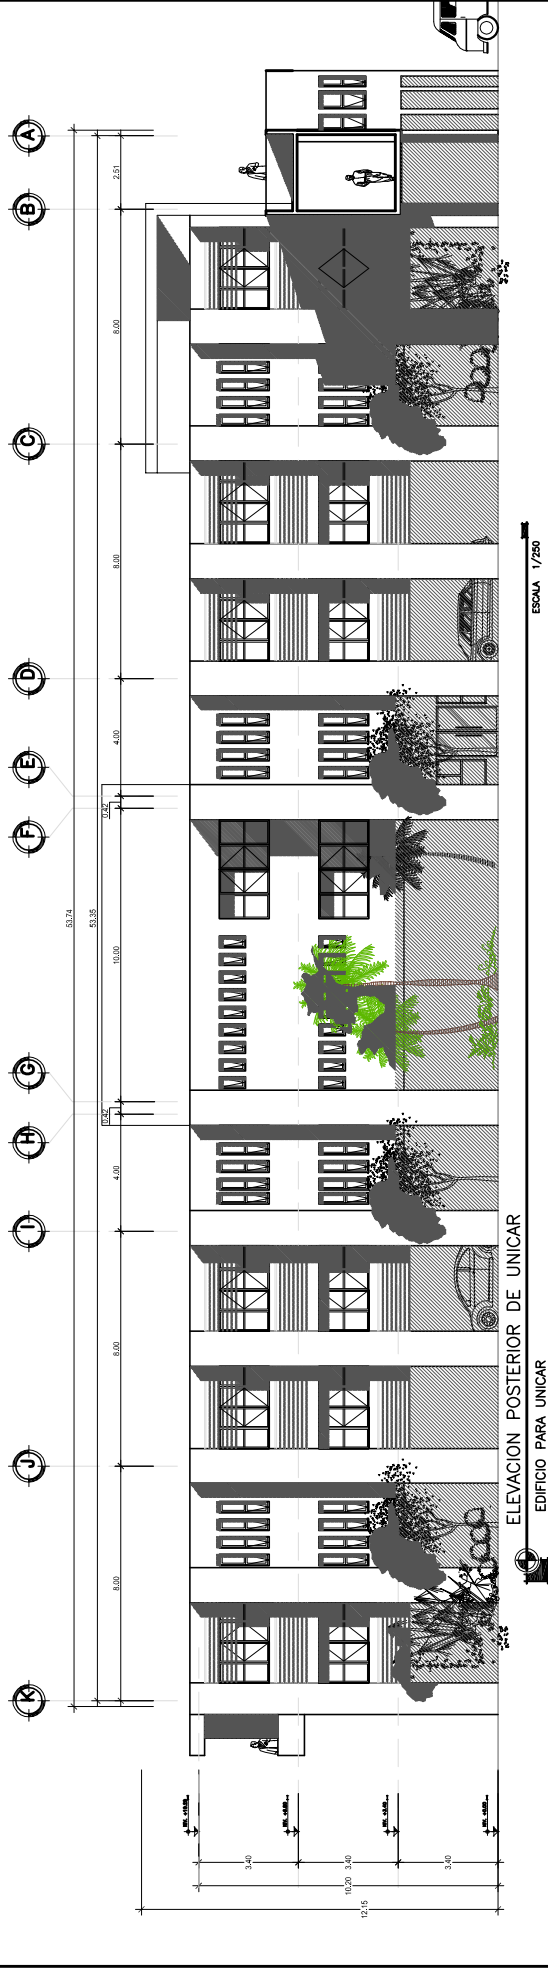 K J I H G F E D C B A
53.74
53.35
0.42 0.42
8.00 8.00 4.00 10.00 4.00 8.00 8.00 2.51
12.15
10.20
3.40 3.40 3.40
ELEVACION POSTERIOR DE UNICAR
EDIFICIO PARA UNICAR
ESCALA 1/250